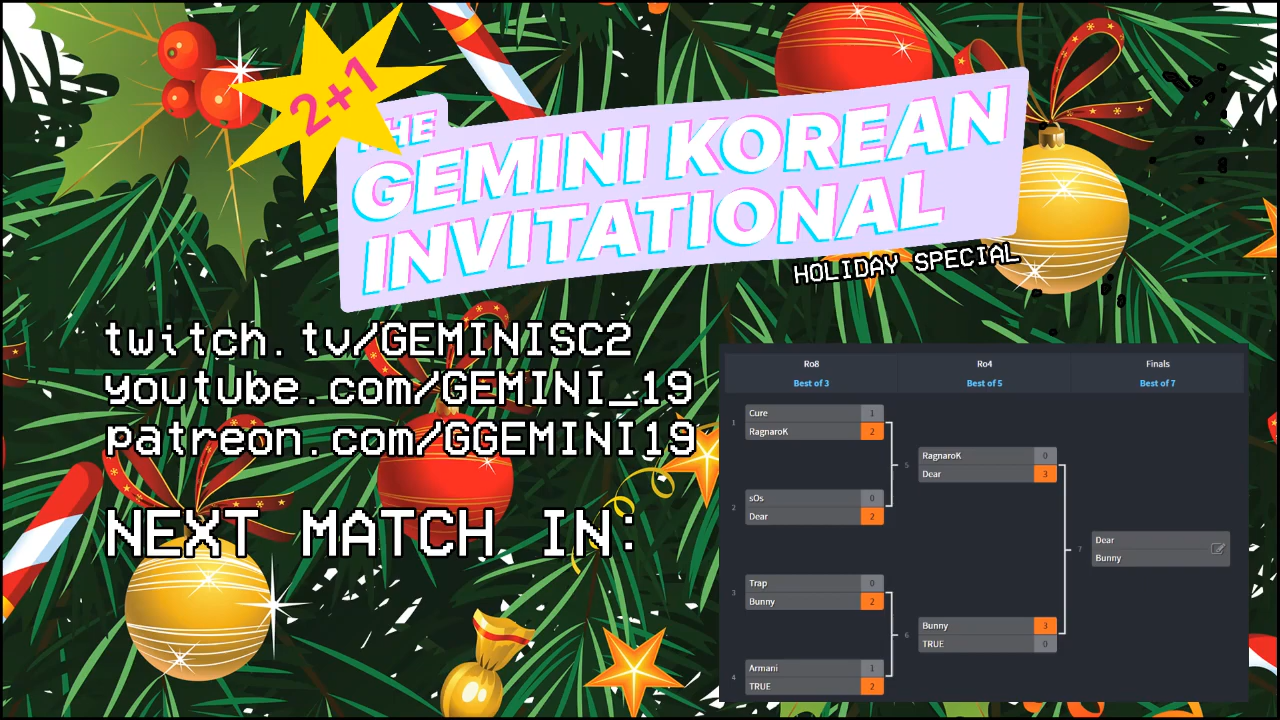 2+1
THE
GEMINI KOREAN
INVITATIONAL
HOLIDAY SPECIAL
twitch.tv/GEMINISC2
youtube.com/GEMINI_19
patreon.com/GGEMINI19
NEXT MATCH IN:
Ro8 Ro4 Finals
Best of 3 Best of 5 Best of 7
1
Cure 1
RagnaroK 2
2
sOs 0
Dear 2
3
Trap 0
Bunny 2
4
Armani 1
TRUE 2
5
RagnaroK 0
Dear 3
6
Bunny 3
TRUE 0
7
Dear
Bunny